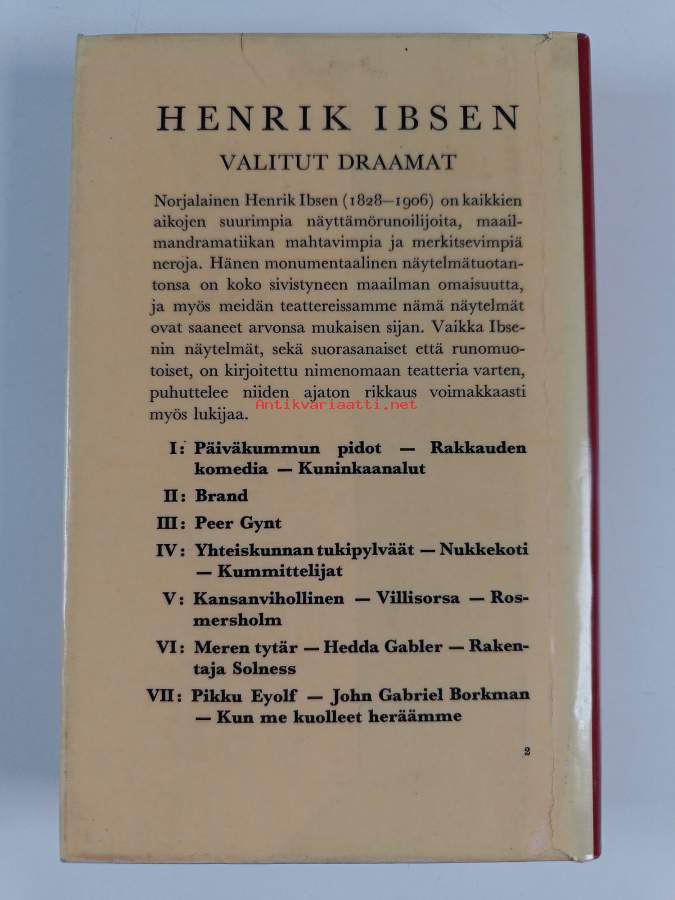 HENRIK IBSEN
VALITUT DRAAMAT
Norjalainen Henrik Ibsen (1828—1906) on kaikkien
aikojen suurimpia näyttämörunoilijoita, maail-
mandramatiikan mahtavimpia ja merkitsevimpiä
neroja. Hänen monumentaalinen näytelmätuotan-
tonsa on koko sivistyneen maailman omaisuutta,
ja myös meidän teattereissamme nämä näytelmät
ovat saaneet arvonsa mukaisen sijan. Vaikka Ibse-
nin näytelmät, sekä suorasanaiset että runomuo-
toiset, on kirjoitettu nimenomaan teatteria varten,
puhuttelee niiden ajaton rikkaus voimakkaasti
Antikvariaatti.net
myös lukijaa.
I: Päiväkummun pidot — Rakkauden
komedia — Kuninkaanalut
II: Brand
III: Peer Gynt
IV: Yhteiskunnan tukipylväät — Nukkekoti
— Kummittelijat
V: Kansanvihollinen — Villisorsa — Ros-
mersholm
VI: Meren tytär — Hedda Gabler — Raken-
taja Solness
VII: Pikku Eyolf — John Gabriel Borkman
— Kun me kuolleet heräämme
2